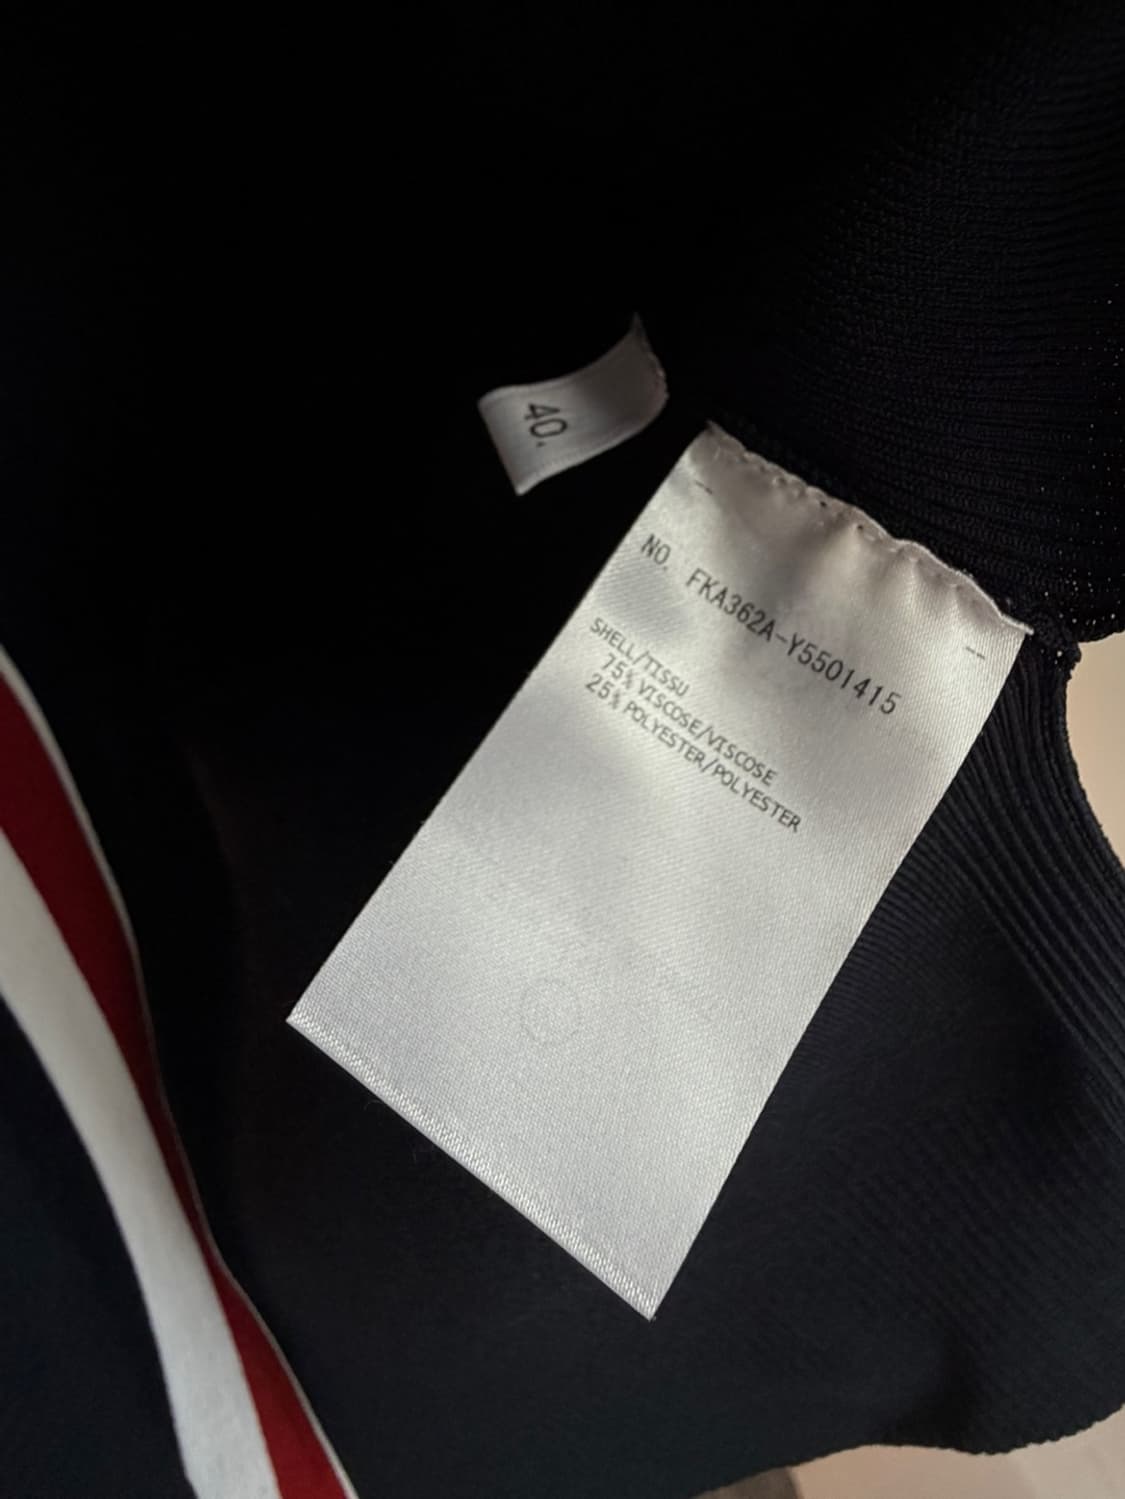 40.
NO. FKA362A-Y5501415
SHELL/TISSU
75% VISCOSE/VISCOSE
25% POLYESTER/POLYESTER